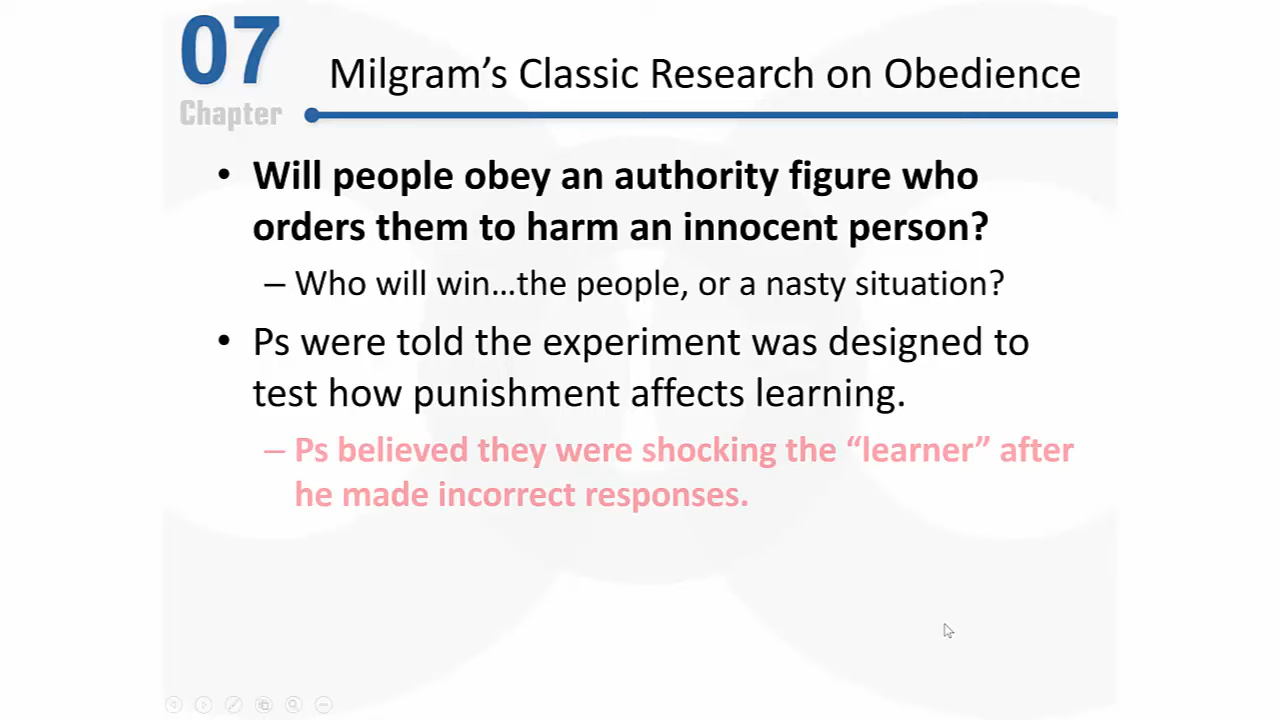 07
Chapter
Milgram’s Classic Research on Obedience
• Will people obey an authority figure who
orders them to harm an innocent person?
– Who will win…the people, or a nasty situation?
• Ps were told the experiment was designed to
test how punishment affects learning.
– Ps believed they were shocking the “learner” after
he made incorrect responses.